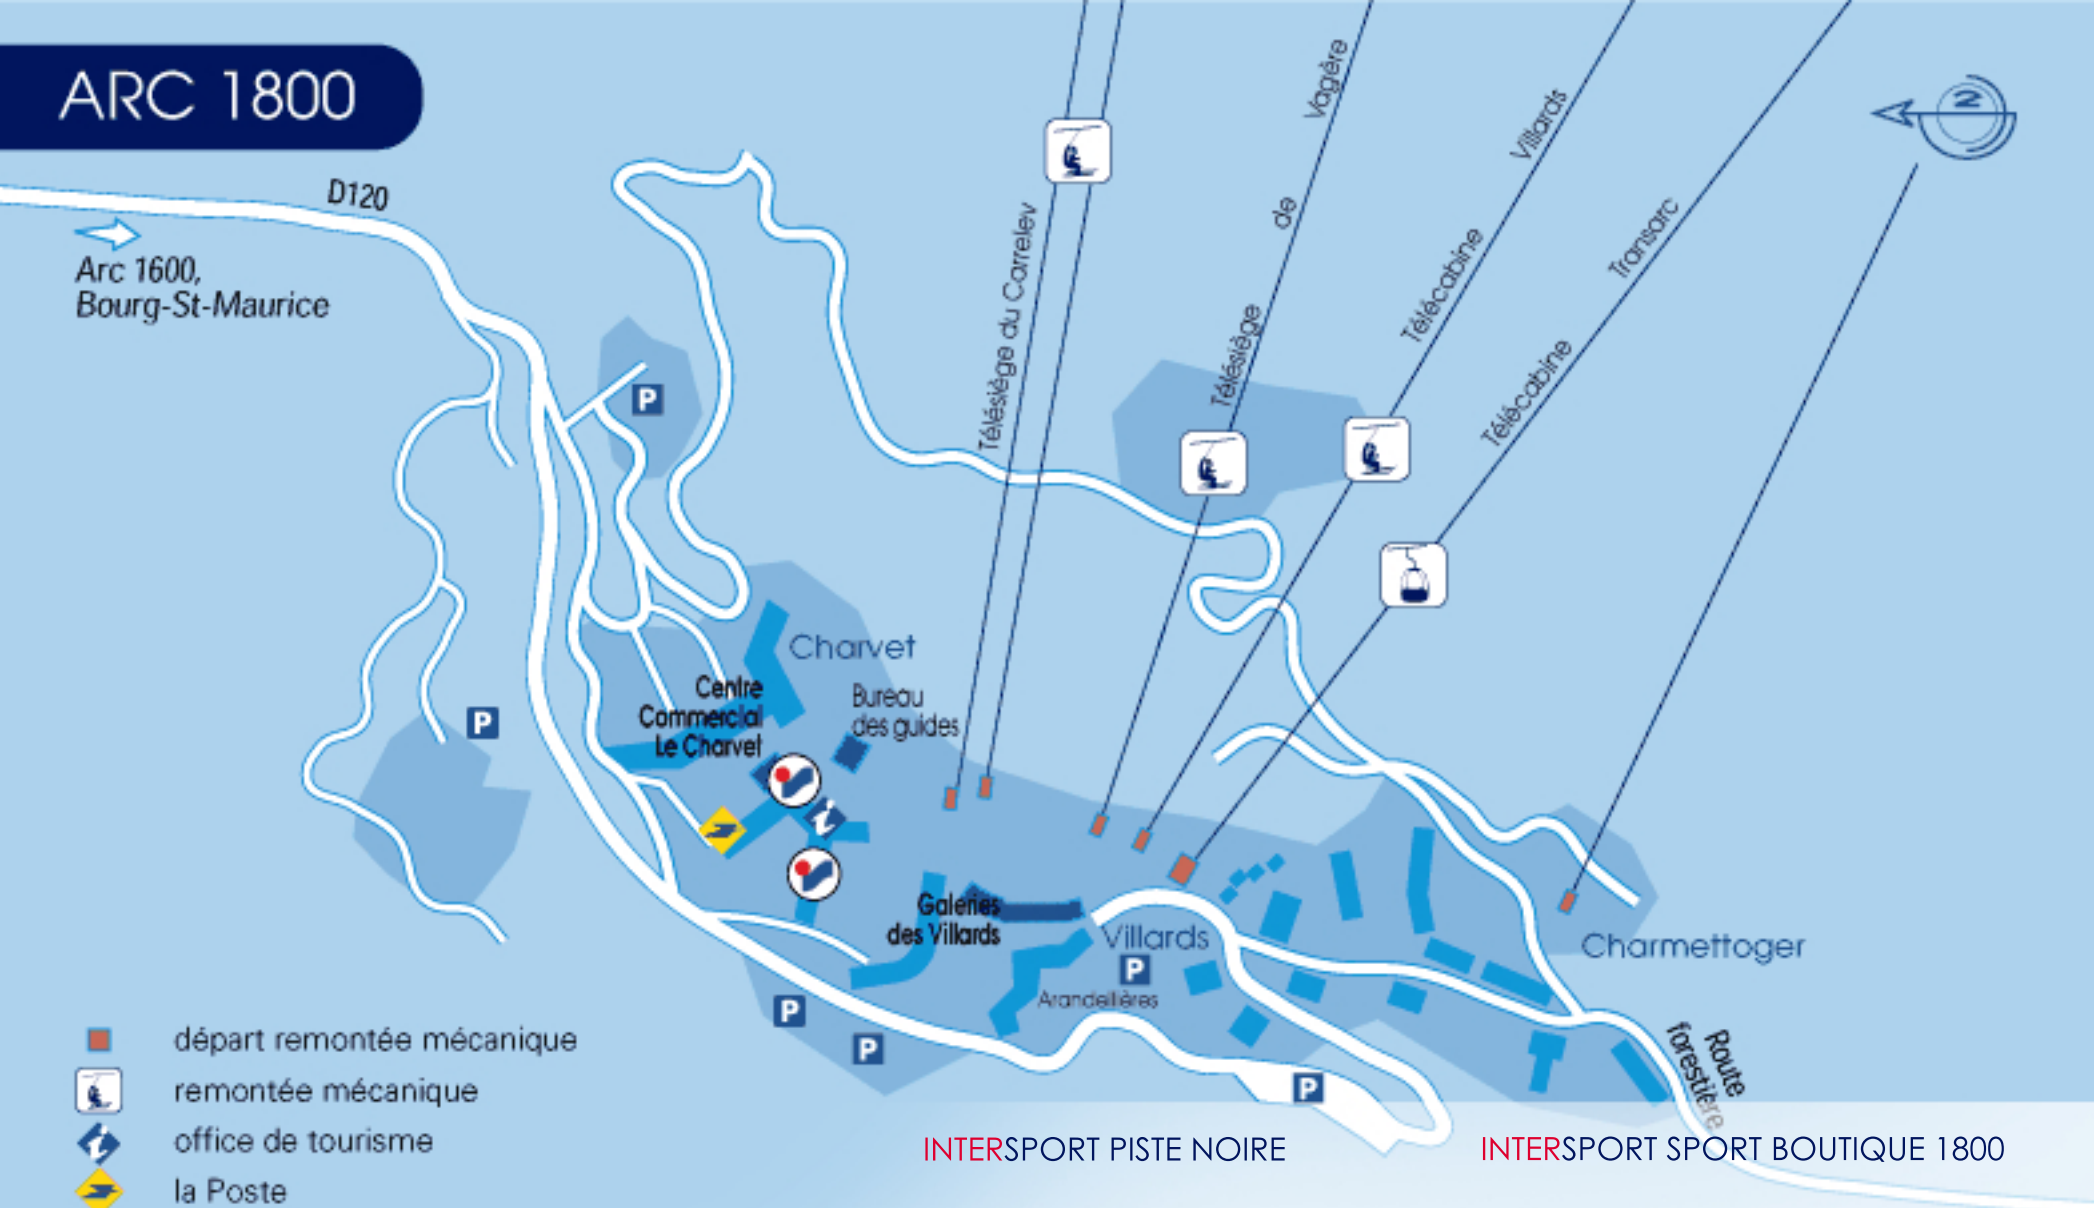 ARC 1800
D120
Arc 1600,
Bourg-St-Maurice
Télésiège du Carreley
Télésiège de Vagère
Télécabine Villards
Télécabine Transarc
N
P
Charvet
Centre
Commercial
Le Charvet
Bureau
des guides
P
i
Galeries
des Villards
Villards
P
Arandellières
Charmettoger
P
P
P
Route
forestière
départ remontée mécanique
remontée mécanique
office de tourisme
la Poste
INTERSPORT PISTE NOIRE
INTERSPORT SPORT BOUTIQUE 1800